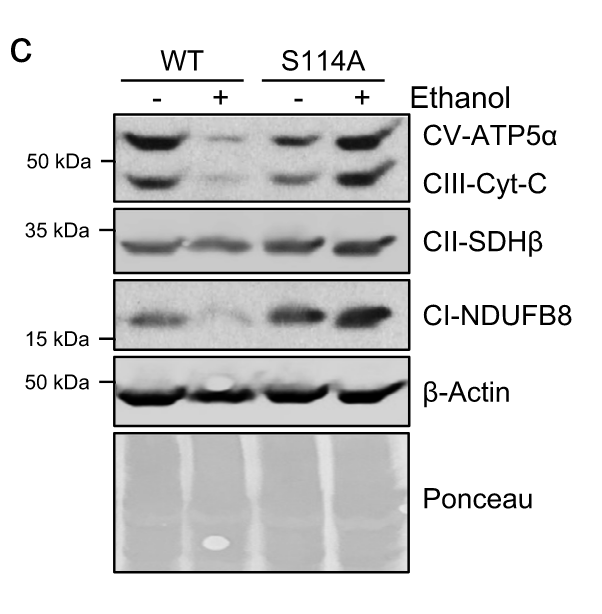 C
WT S114A
- + - + Ethanol
CV-ATP5α
50 kDa
CIII-Cyt-C
35 kDa
CII-SDHβ
CI-NDUFB8
15 kDa
50 kDa
β-Actin
Ponceau